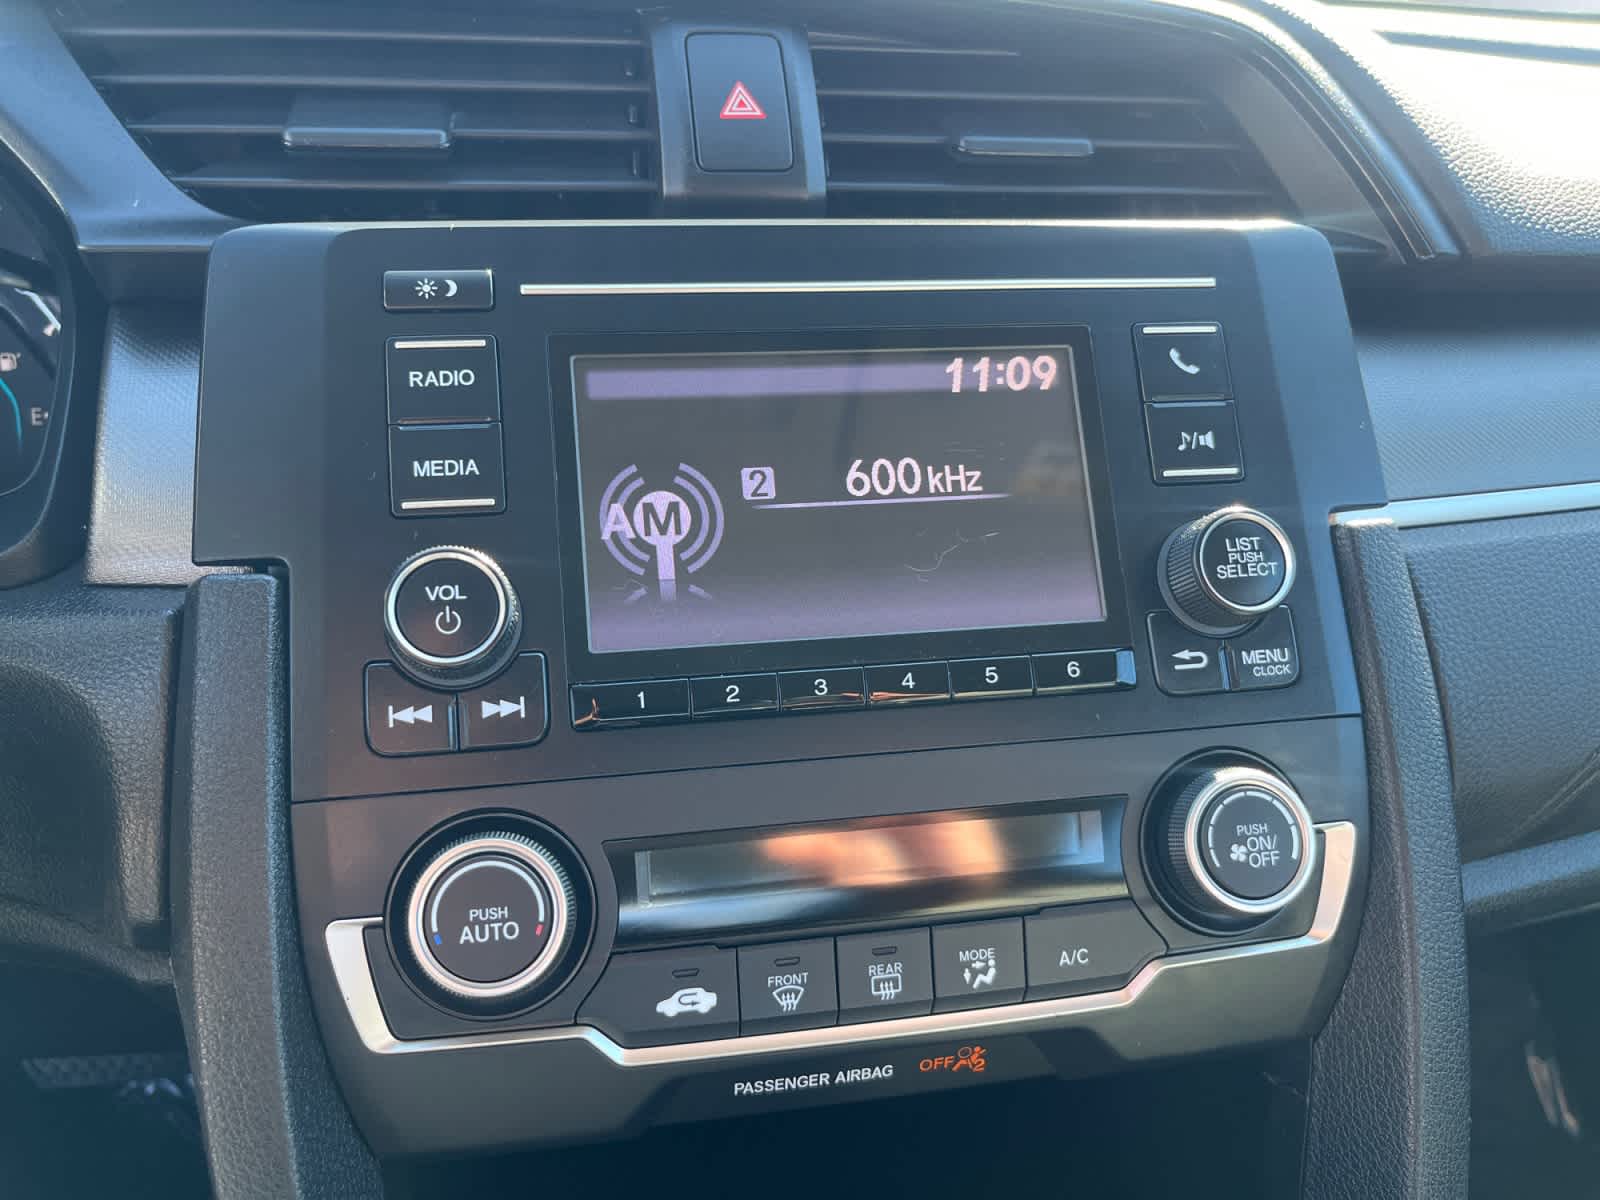 E
RADIO
MEDIA
VOL
11:09
AM
2
600 kHz
LIST
PUSH
SELECT
MENU
CLOCK
1 2 3 4 5 6
PUSH
AUTO
PUSH
ON/
OFF
FRONT
REAR
MODE
A/C
PASSENGER AIRBAG
OFF 2